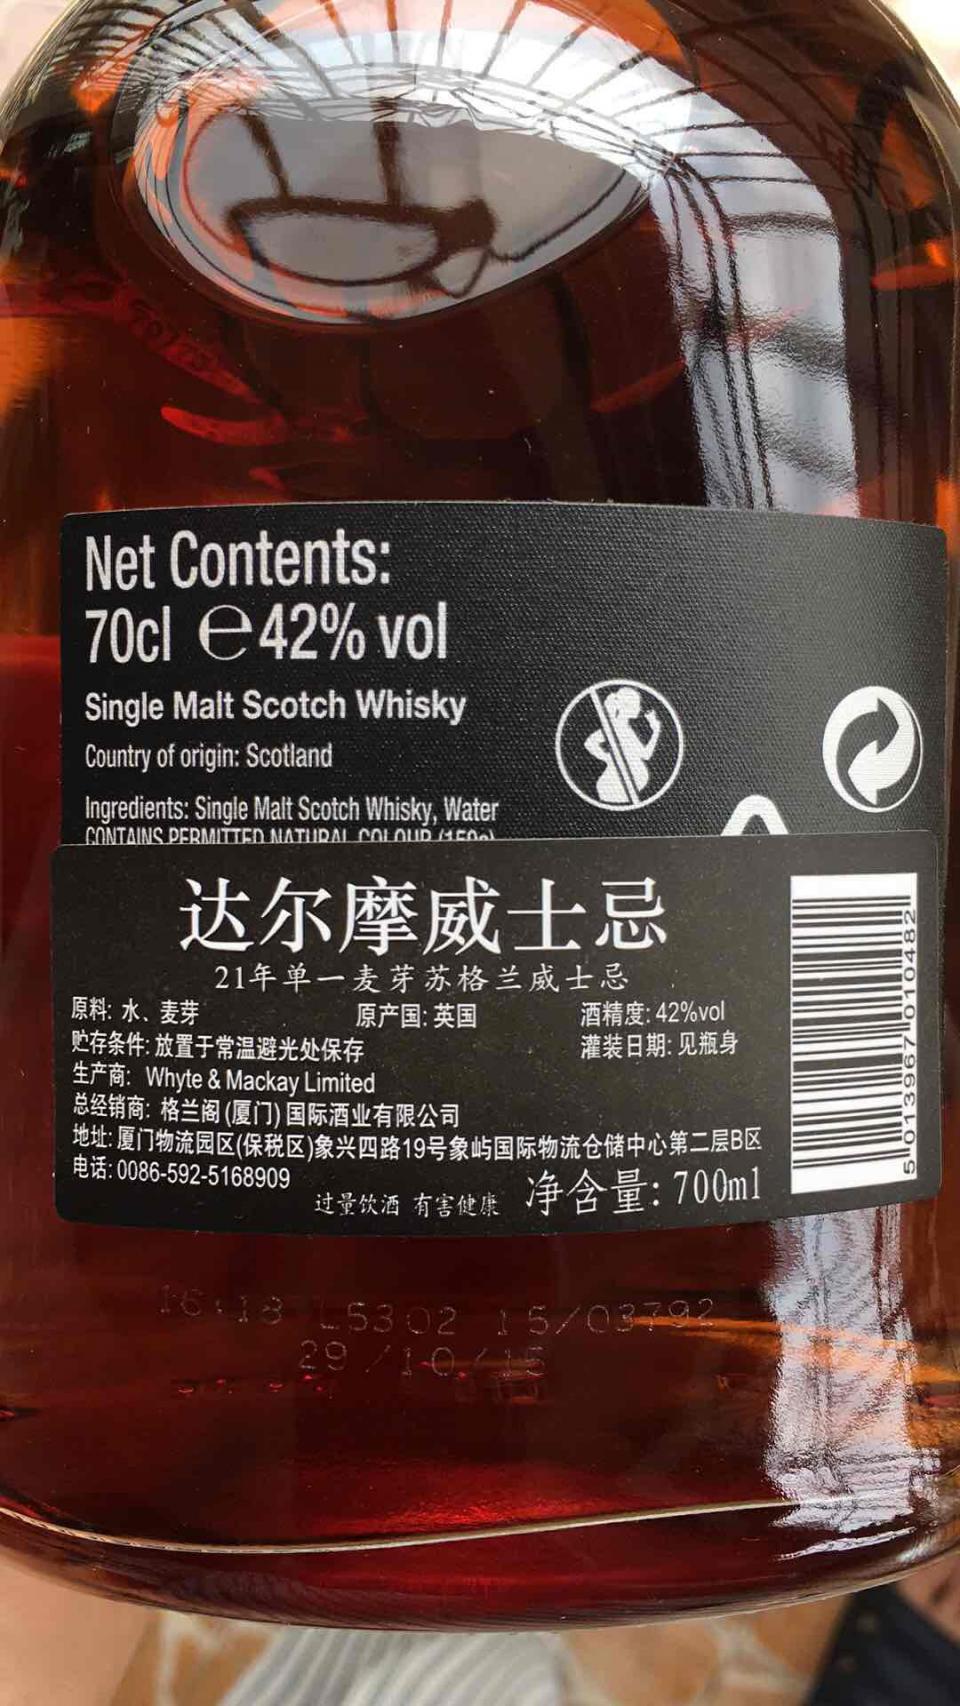 Net Contents:
70cl ℮ 42% vol
Single Malt Scotch Whisky
Country of origin: Scotland
Ingredients: Single Malt Scotch Whisky, Water
CONTAINS PERMITTED NATURAL COLOUR (150a)
达尔摩威士忌
21年单一麦芽苏格兰威士忌
原料: 水、麦芽 原产国: 英国 酒精度: 42%vol
贮存条件: 放置于常温避光处保存 灌装日期: 见瓶身
生产商: Whyte & Mackay Limited
总经销商: 格兰阁(厦门)国际酒业有限公司
地址: 厦门物流园区(保税区)象兴四路19号象屿国际物流仓储中心第二层B区
电话: 0086-592-5168909
过量饮酒 有害健康 净含量: 700ml
5 013967 010482
16:18 L5302 15/03792
29/10/15